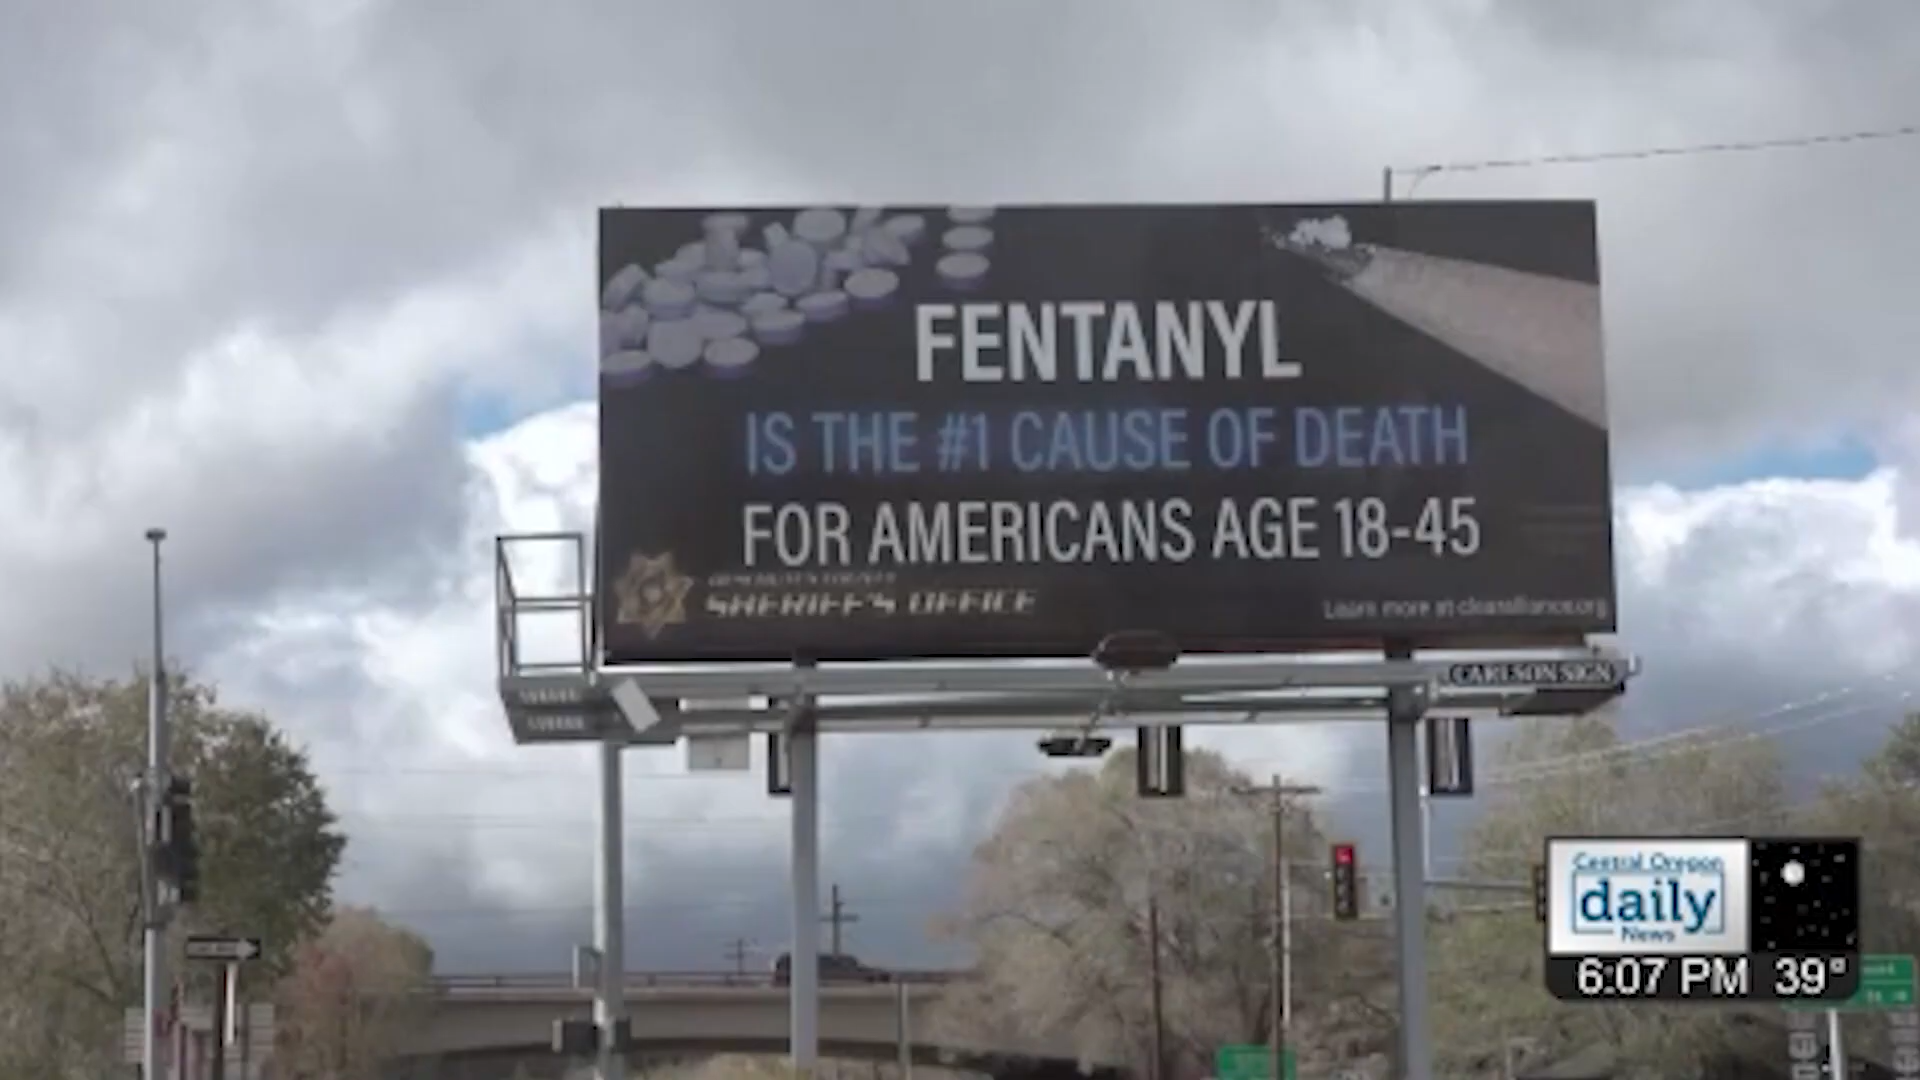 FENTANYL
IS THE #1 CAUSE OF DEATH
FOR AMERICANS AGE 18-45
SHERIFF'S OFFICE
Learn more at clearalliance.org
CARLSON SIGN
Central Oregon
daily
News
6:07 PM 39°